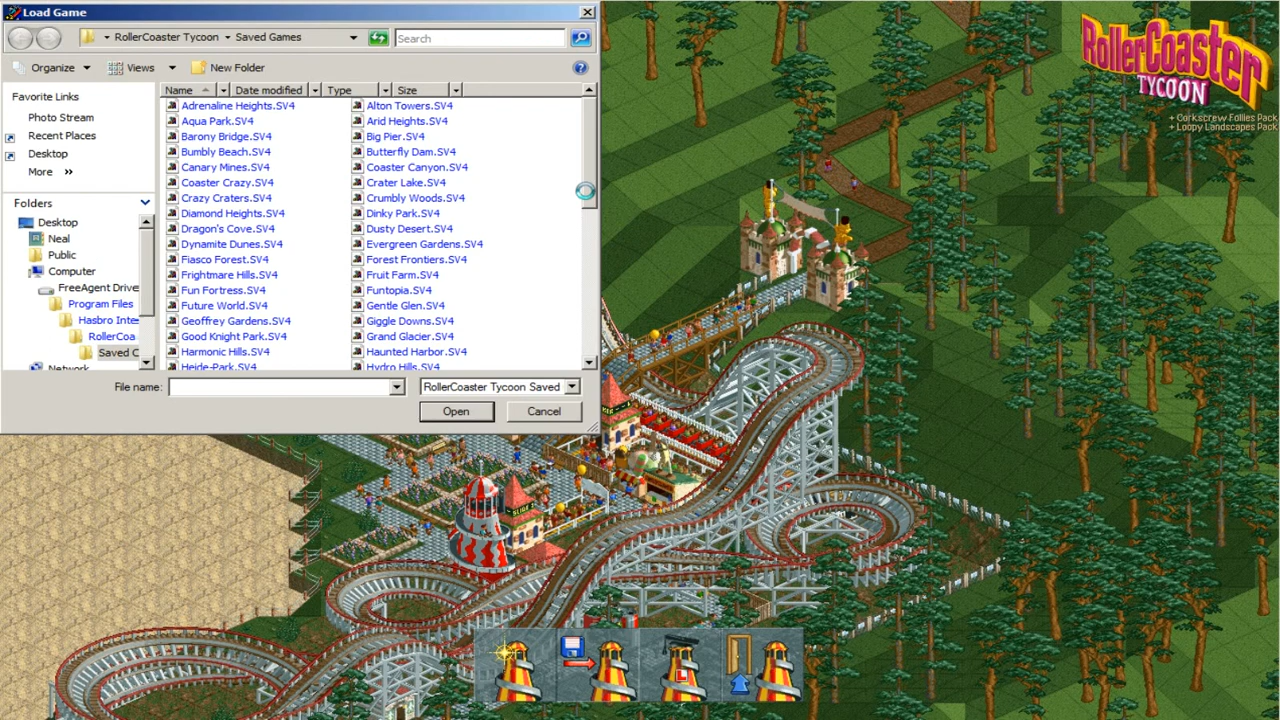 Load Game
RollerCoaster Tycoon Saved Games
Search
Organize Views New Folder
Favorite Links
Photo Stream
Recent Places
Desktop
More »
Folders
Desktop
Neal
Public
Computer
FreeAgent Drive
Program Files
Hasbro Inte
RollerCoa
Saved G
Network
Name Date modified Type Size
Adrenaline Heights.SV4 Alton Towers.SV4
Aqua Park.SV4 Arid Heights.SV4
Barony Bridge.SV4 Big Pier.SV4
Bumbly Beach.SV4 Butterfly Dam.SV4
Canary Mines.SV4 Coaster Canyon.SV4
Coaster Crazy.SV4 Crater Lake.SV4
Crazy Craters.SV4 Crumbly Woods.SV4
Diamond Heights.SV4 Dinky Park.SV4
Dragon's Cove.SV4 Dusty Desert.SV4
Dynamite Dunes.SV4 Evergreen Gardens.SV4
Fiasco Forest.SV4 Forest Frontiers.SV4
Frightmare Hills.SV4 Fruit Farm.SV4
Fun Fortress.SV4 Funtopia.SV4
Future World.SV4 Gentle Glen.SV4
Geoffrey Gardens.SV4 Giggle Downs.SV4
Good Knight Park.SV4 Grand Glacier.SV4
Harmonic Hills.SV4 Haunted Harbor.SV4
Heide-Park.SV4 Hydro Hills.SV4
File name: RollerCoaster Tycoon Saved
Open Cancel
RollerCoaster
TYCOON
+ Corkscrew Follies Pack
+ Loopy Landscapes Pack
SLIDE